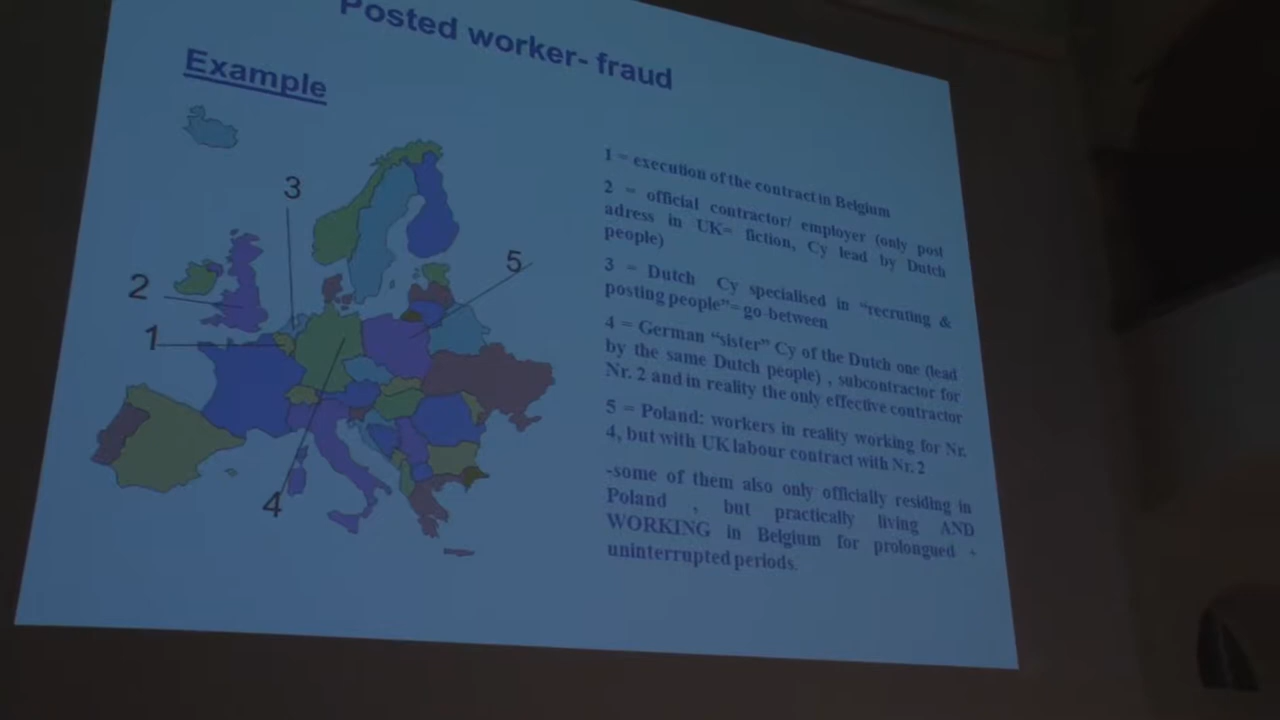 Posted worker- fraud
Example
3
5
2
1
4
1 = execution of the contract in Belgium
2 = official contractor/ employer (only post
adress in UK= fiction, Cy lead by Dutch
people)
3 = Dutch Cy specialised in “recruting &
posting people”= go-between
4 = German “sister” Cy of the Dutch one (lead
by the same Dutch people) , subcontractor for
Nr. 2 and in reality the only effective contractor
5 = Poland: workers in reality working for Nr.
4, but with UK labour contract with Nr. 2
-some of them also only officially residing in
Poland , but practically living AND
WORKING in Belgium for prolongued +
uninterrupted periods.